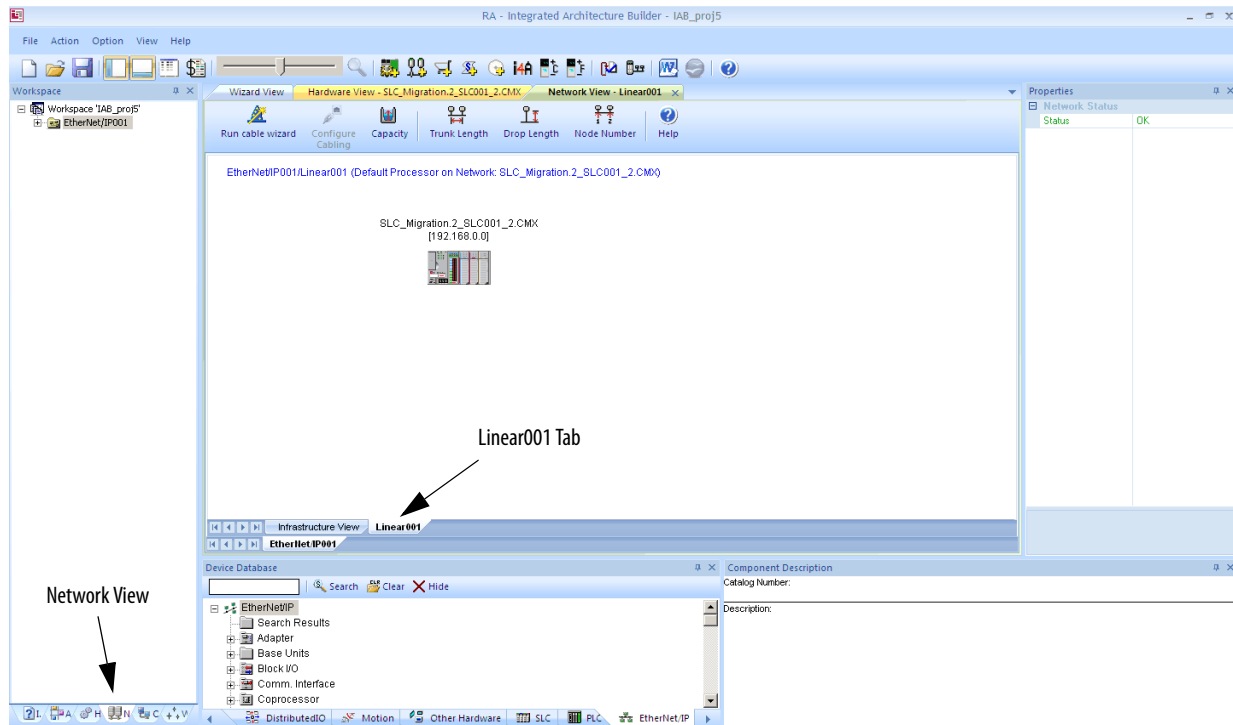 RA - Integrated Architecture Builder - IAB_proj5
File Action Option View Help
Workspace
Workspace 'IAB_proj5'
EtherNet/IP001
Wizard View
Hardware View - SLC_Migration.2_SLC001_2.CMX
Network View - Linear001
Run cable wizard
Configure Cabling
Capacity
Trunk Length
Drop Length
Node Number
Help
EtherNet/IP001/Linear001 (Default Processor on Network: SLC_Migration.2_SLC001_2.CMX)
SLC_Migration.2_SLC001_2.CMX
[192.168.0.0]
Linear001 Tab
Infrastructure View Linear001
EtherNet/IP001
Properties
Network Status
Status OK
Network View
L A H N C V
Device Database
Search Clear Hide
EtherNet/IP
Search Results
Adapter
Base Units
Block I/O
Comm. Interface
Coprocessor
DistributedIO Motion Other Hardware SLC PLC EtherNet/IP
Component Description
Catalog Number:
Description: